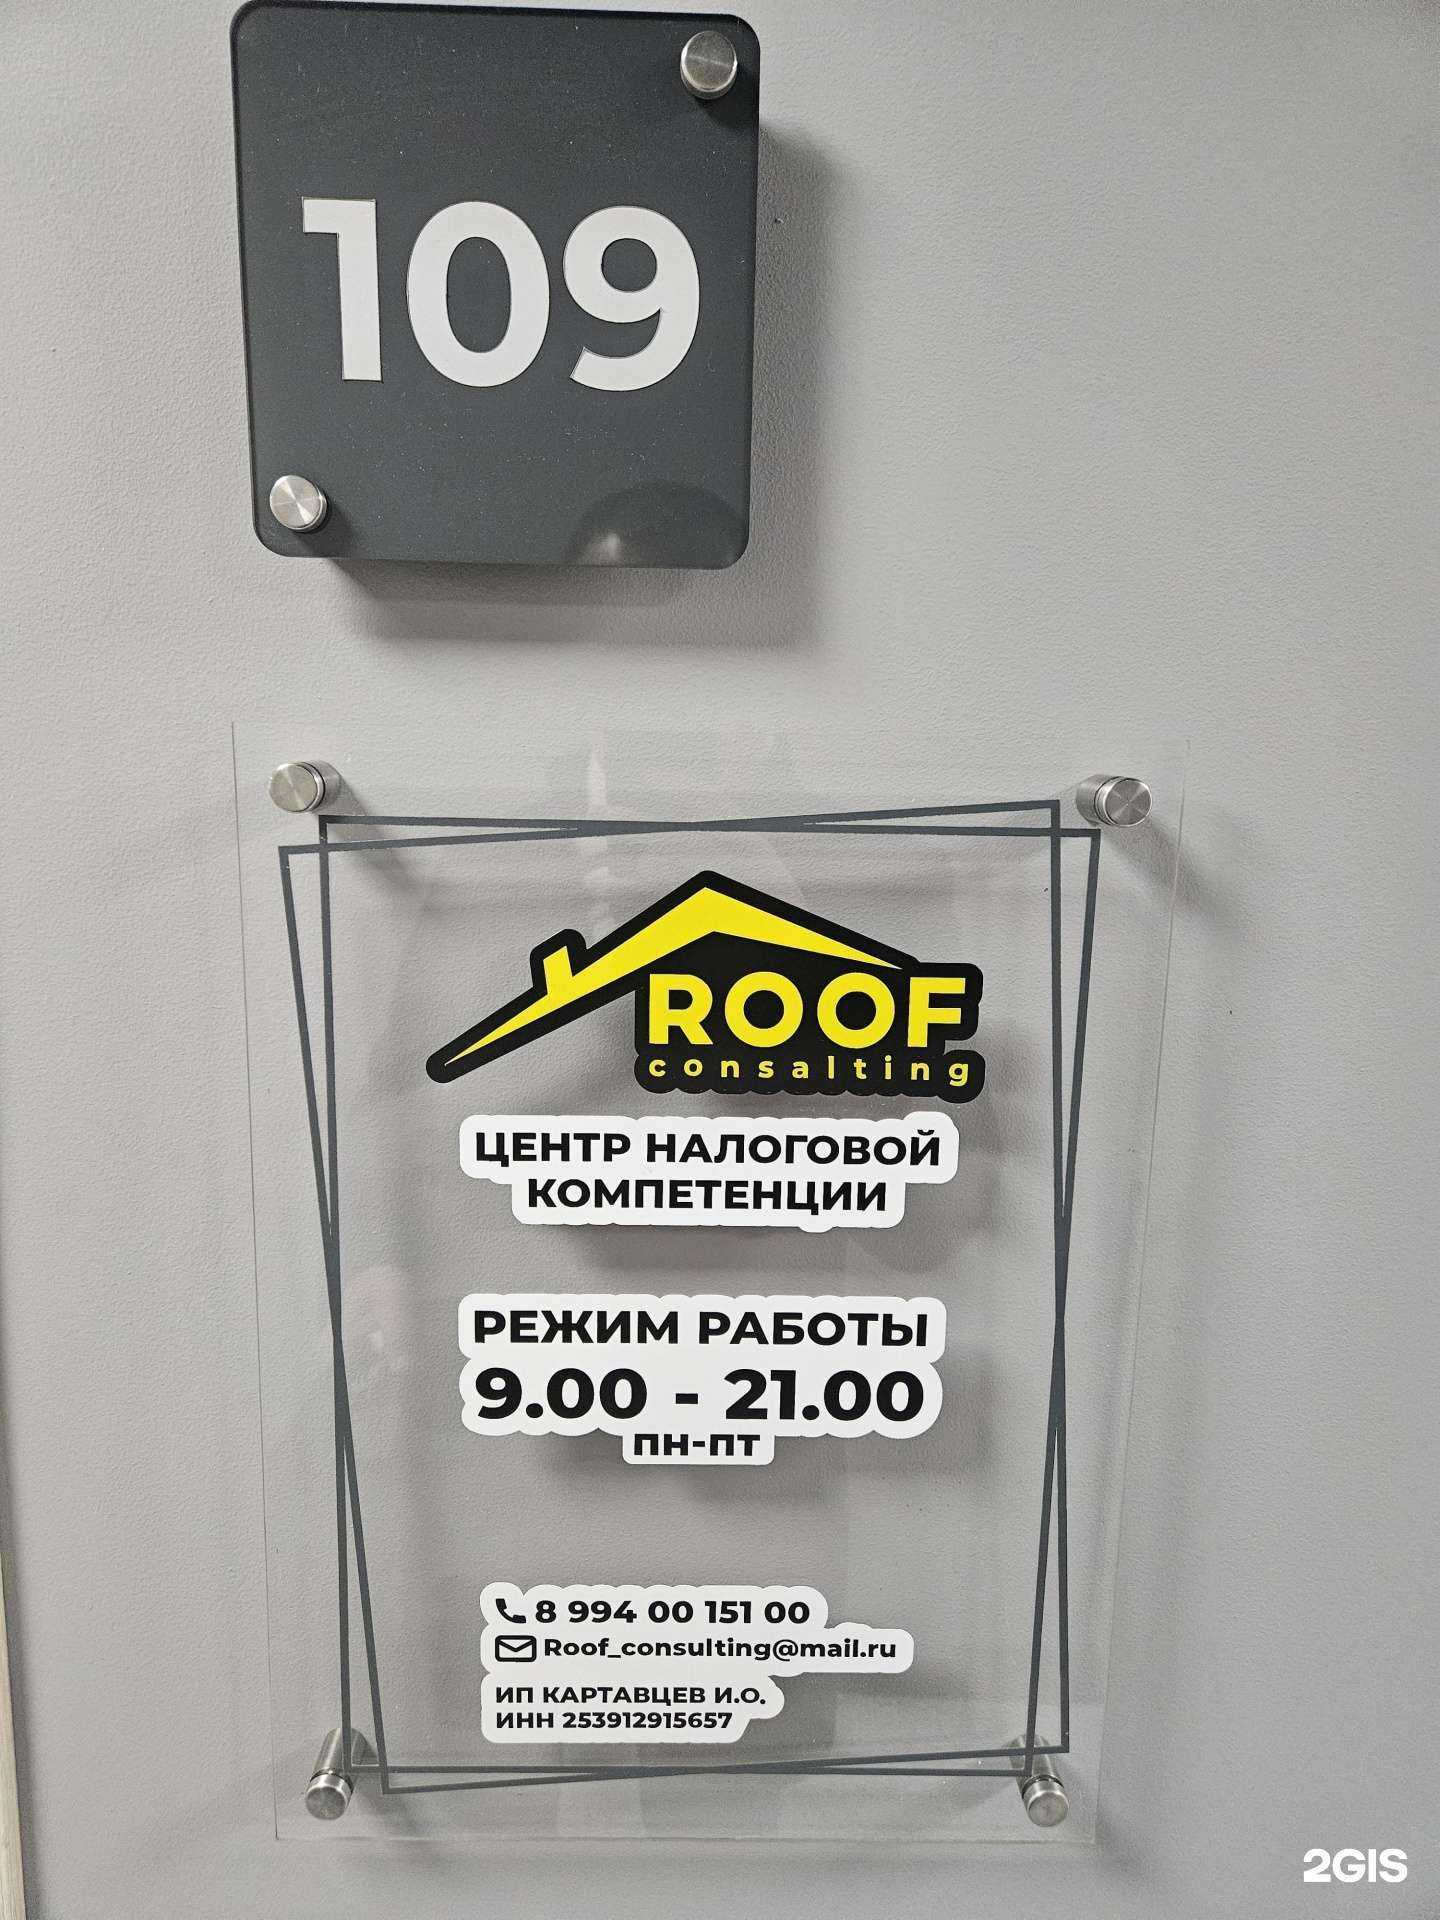 109
ROOF
consalting
ЦЕНТР НАЛОГОВОЙ
КОМПЕТЕНЦИИ
РЕЖИМ РАБОТЫ
9.00 - 21.00
ПН-ПТ
8 994 00 151 00
Roof_consulting@mail.ru
ИП КАРТАВЦЕВ И.О.
ИНН 253912915657
2GIS